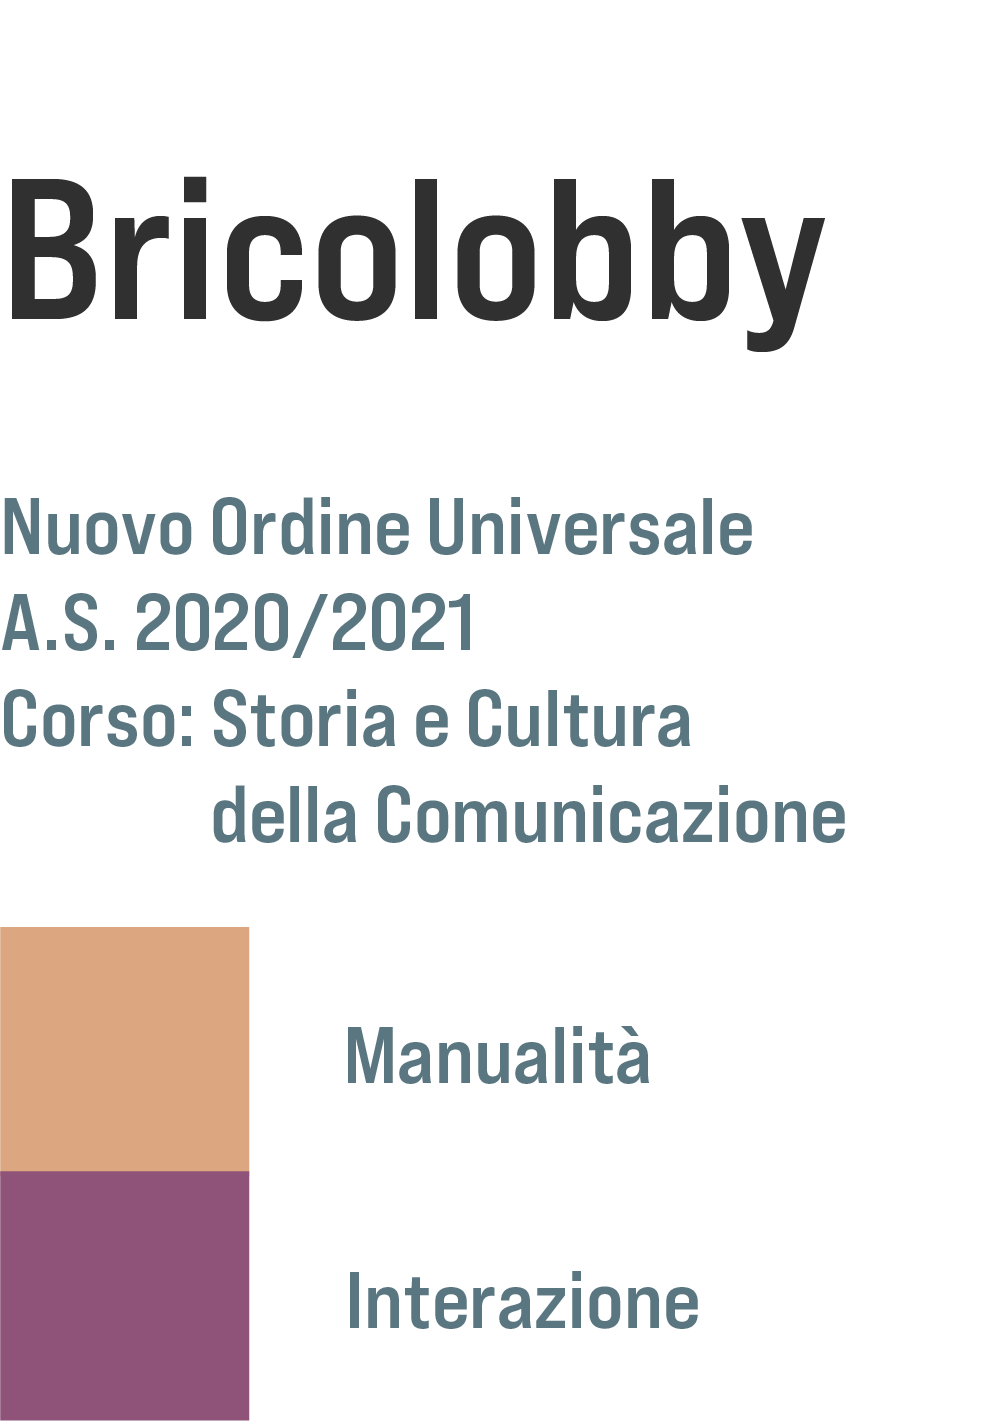 Bricolobby
Nuovo Ordine Universale
A.S. 2020/2021
Corso: Storia e Cultura
della Comunicazione
Manualità
Interazione